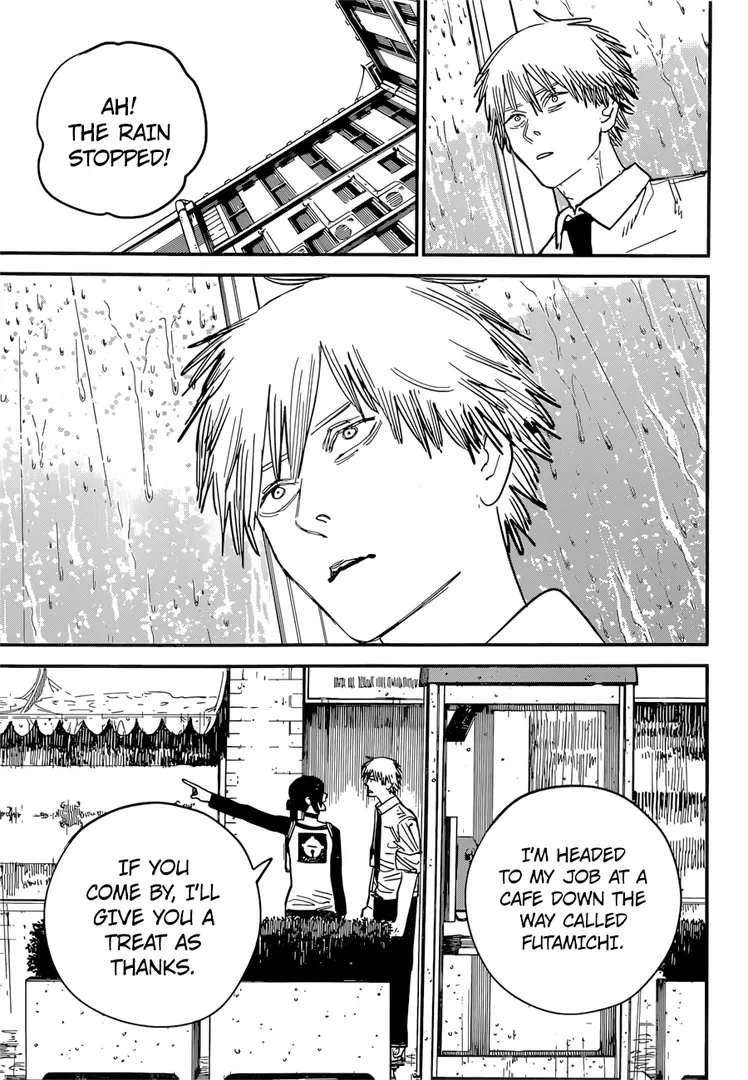 AH!
THE RAIN
STOPPED!
I'M HEADED
TO MY JOB AT A
CAFE DOWN THE
WAY CALLED
FUTAMICHI.
IF YOU
COME BY, I'LL
GIVE YOU A
TREAT AS
THANKS.